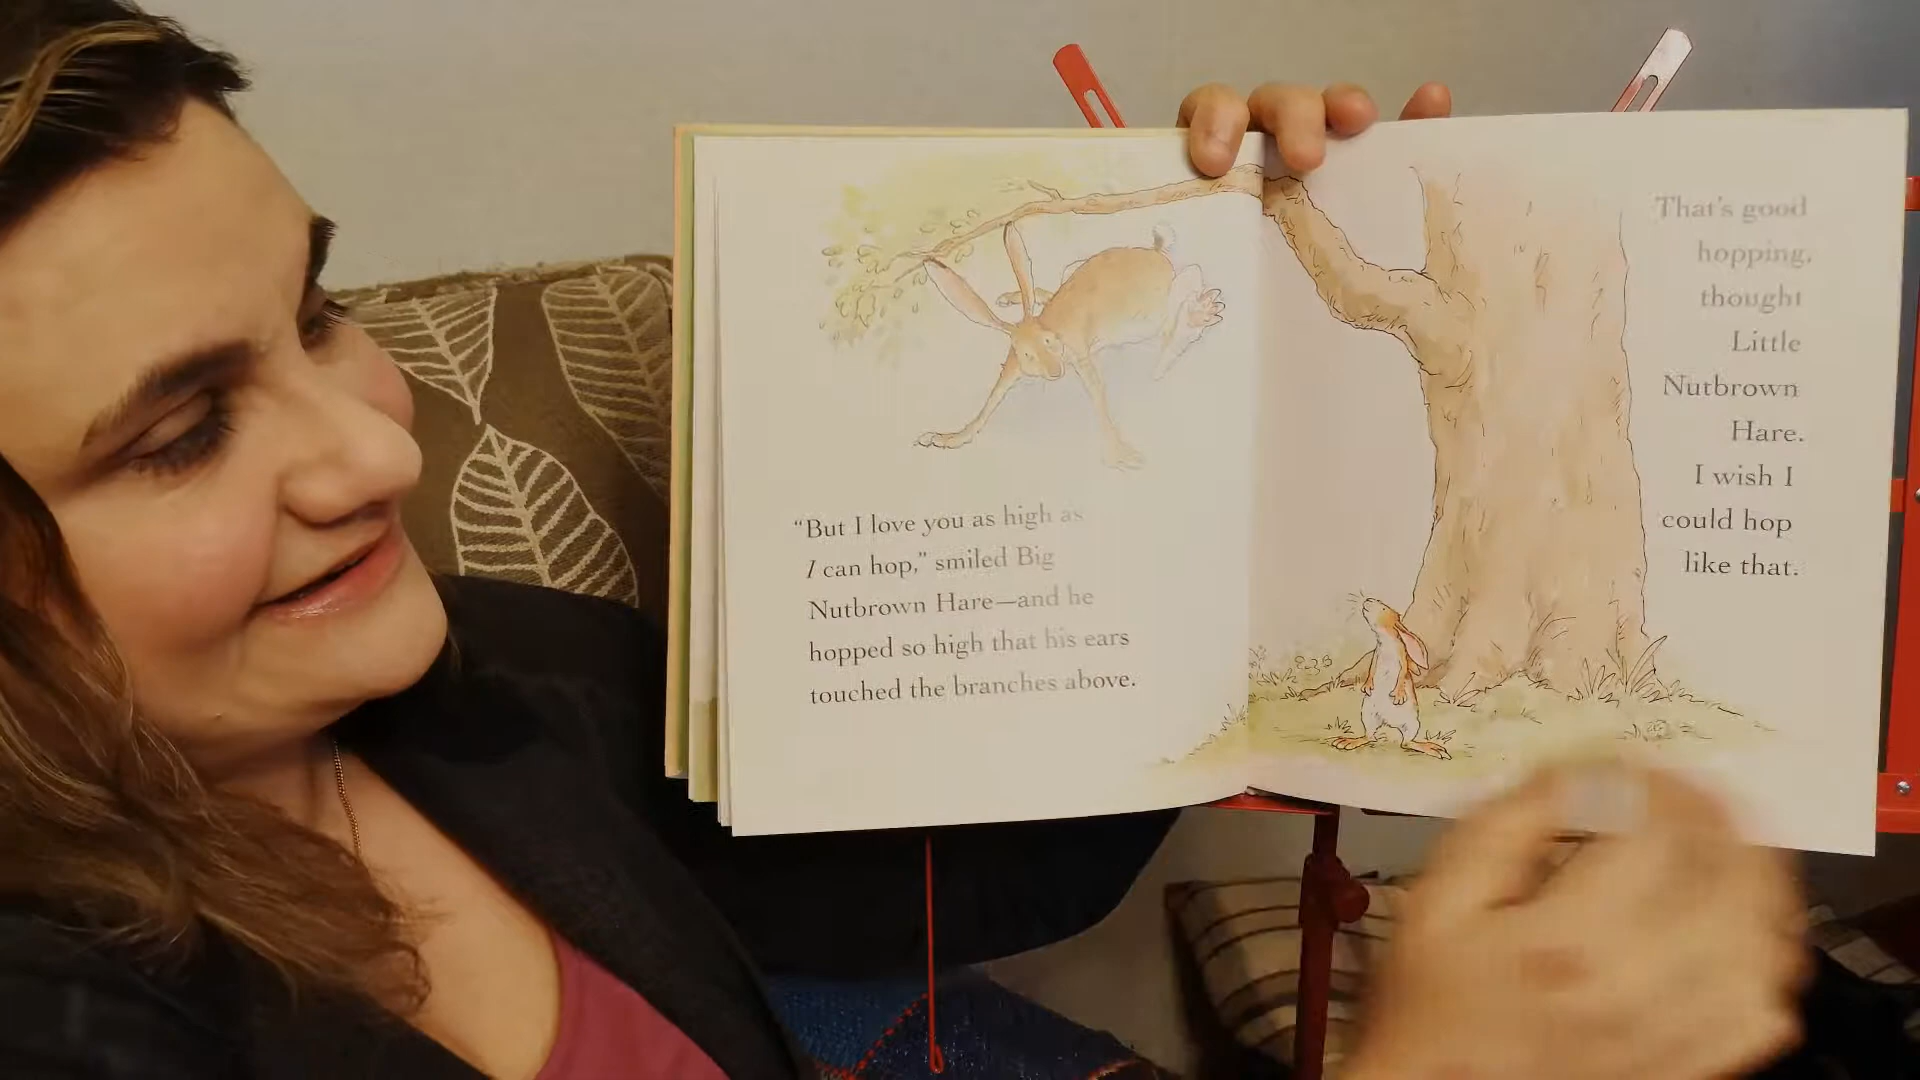 “But I love you as high as
I can hop,” smiled Big
Nutbrown Hare—and he
hopped so high that his ears
touched the branches above.
That’s good
hopping,
thought
Little
Nutbrown
Hare.
I wish I
could hop
like that.